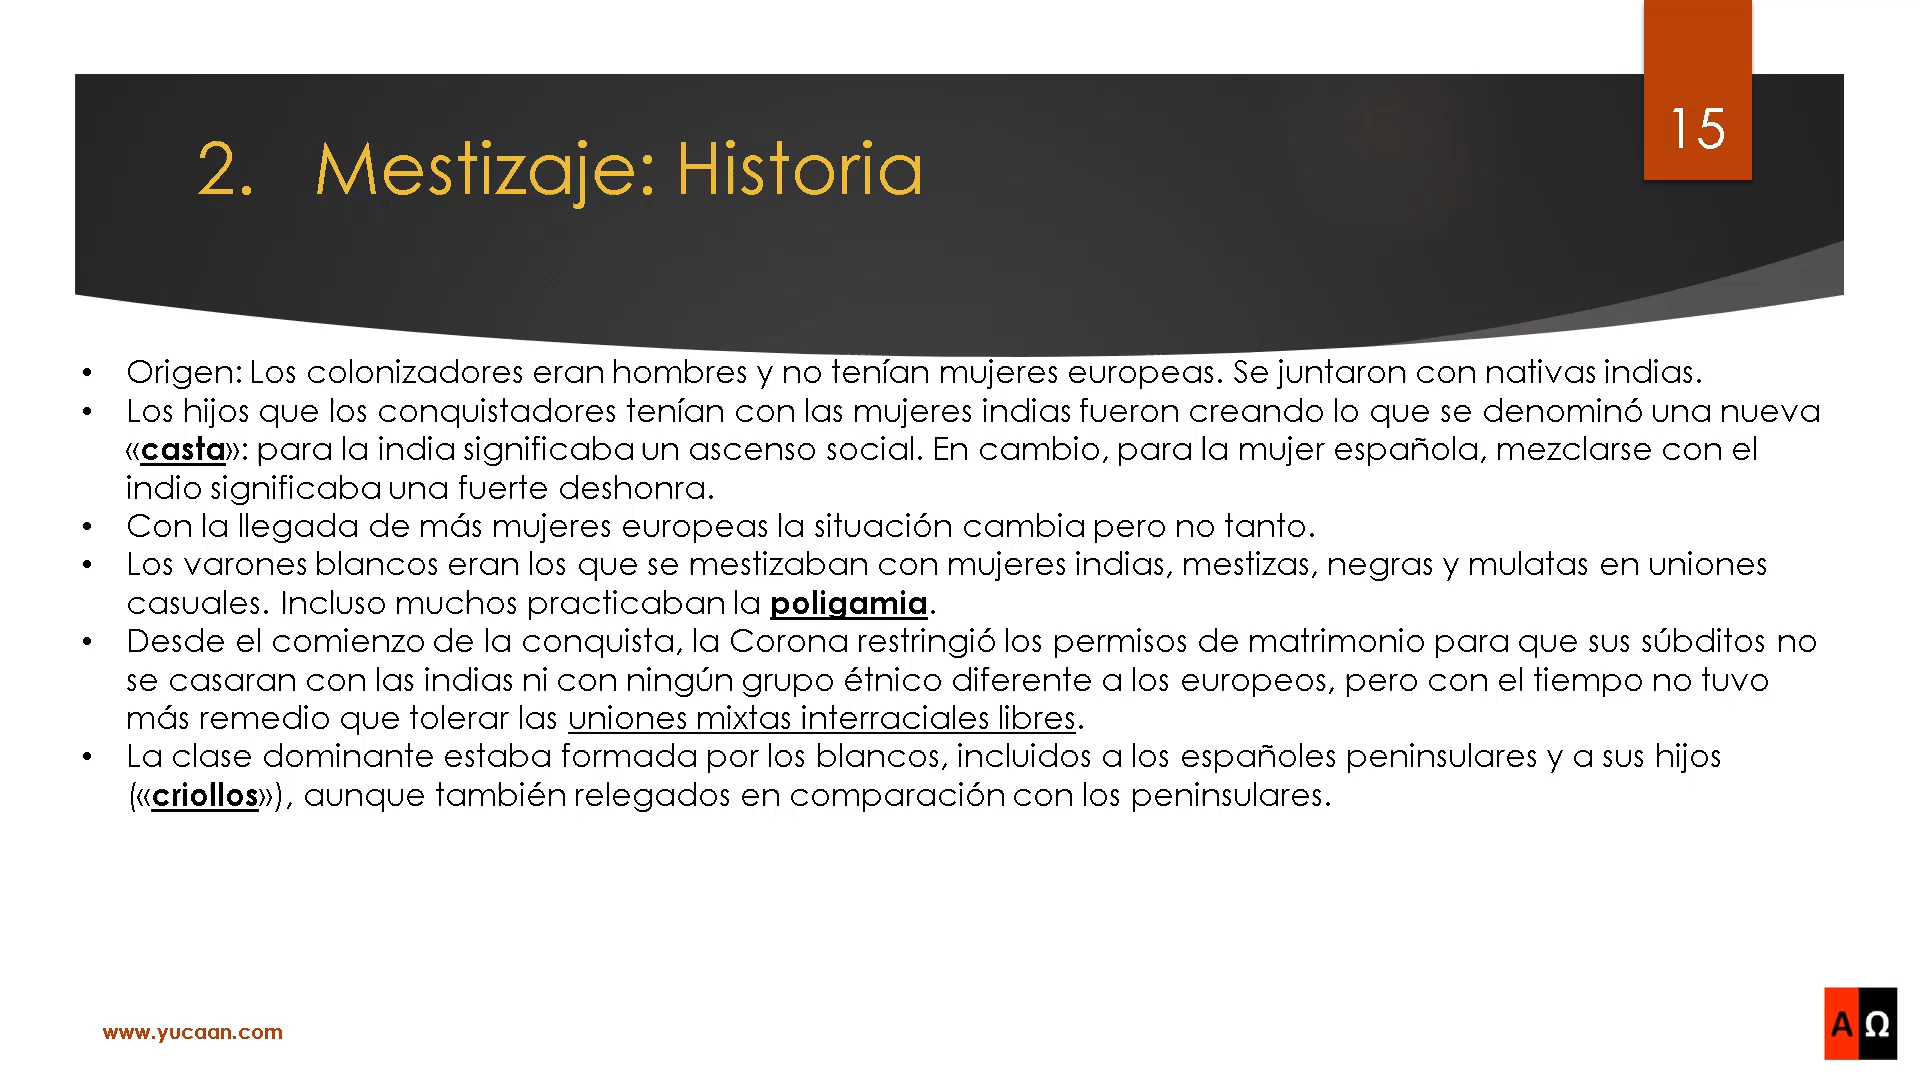 15
2. Mestizaje: Historia
• Origen: Los colonizadores eran hombres y no tenían mujeres europeas. Se juntaron con nativas indias.
• Los hijos que los conquistadores tenían con las mujeres indias fueron creando lo que se denominó una nueva
«casta»: para la india significaba un ascenso social. En cambio, para la mujer española, mezclarse con el
indio significaba una fuerte deshonra.
• Con la llegada de más mujeres europeas la situación cambia pero no tanto.
• Los varones blancos eran los que se mestizaban con mujeres indias, mestizas, negras y mulatas en uniones
casuales. Incluso muchos practicaban la poligamia.
• Desde el comienzo de la conquista, la Corona restringió los permisos de matrimonio para que sus súbditos no
se casaran con las indias ni con ningún grupo étnico diferente a los europeos, pero con el tiempo no tuvo
más remedio que tolerar las uniones mixtas interraciales libres.
• La clase dominante estaba formada por los blancos, incluidos a los españoles peninsulares y a sus hijos
(«criollos»), aunque también relegados en comparación con los peninsulares.
www.yucaan.com
Α Ω